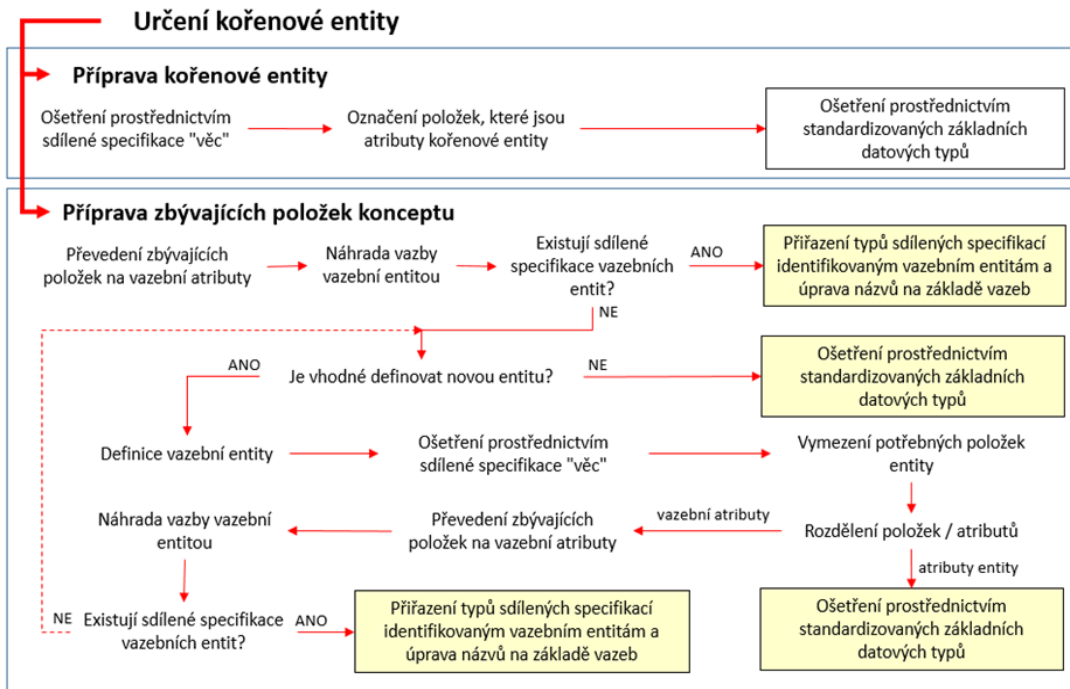 Určení kořenové entity
Příprava kořenové entity
Ošetření prostřednictvím
sdílené specifikace "věc"
Označení položek, které jsou
atributy kořenové entity
Ošetření prostřednictvím
standardizovaných základních
datových typů
Příprava zbývajících položek konceptu
Převedení zbývajících
položek na vazební atributy
Náhrada vazby
vazební entitou
Existují sdílené
specifikace vazebních
entit?
ANO
Přiřazení typů sdílených specifikací
identifikovaným vazebním entitám a
úprava názvů na základě vazeb
NE
ANO
Je vhodné definovat novou entitu?
NE
Ošetření prostřednictvím
standardizovaných základních
datových typů
Definice vazební entity
Ošetření prostřednictvím
sdílené specifikace "věc"
Vymezení potřebných položek
entity
Náhrada vazby vazební
entitou
Převedení zbývajících
položek na vazební atributy
vazební atributy
Rozdělení položek / atributů
atributy entity
NE
Existují sdílené specifikace
vazebních entit?
ANO
Přiřazení typů sdílených specifikací
identifikovaným vazebním entitám a
úprava názvů na základě vazeb
Ošetření prostřednictvím
standardizovaných základních
datových typů